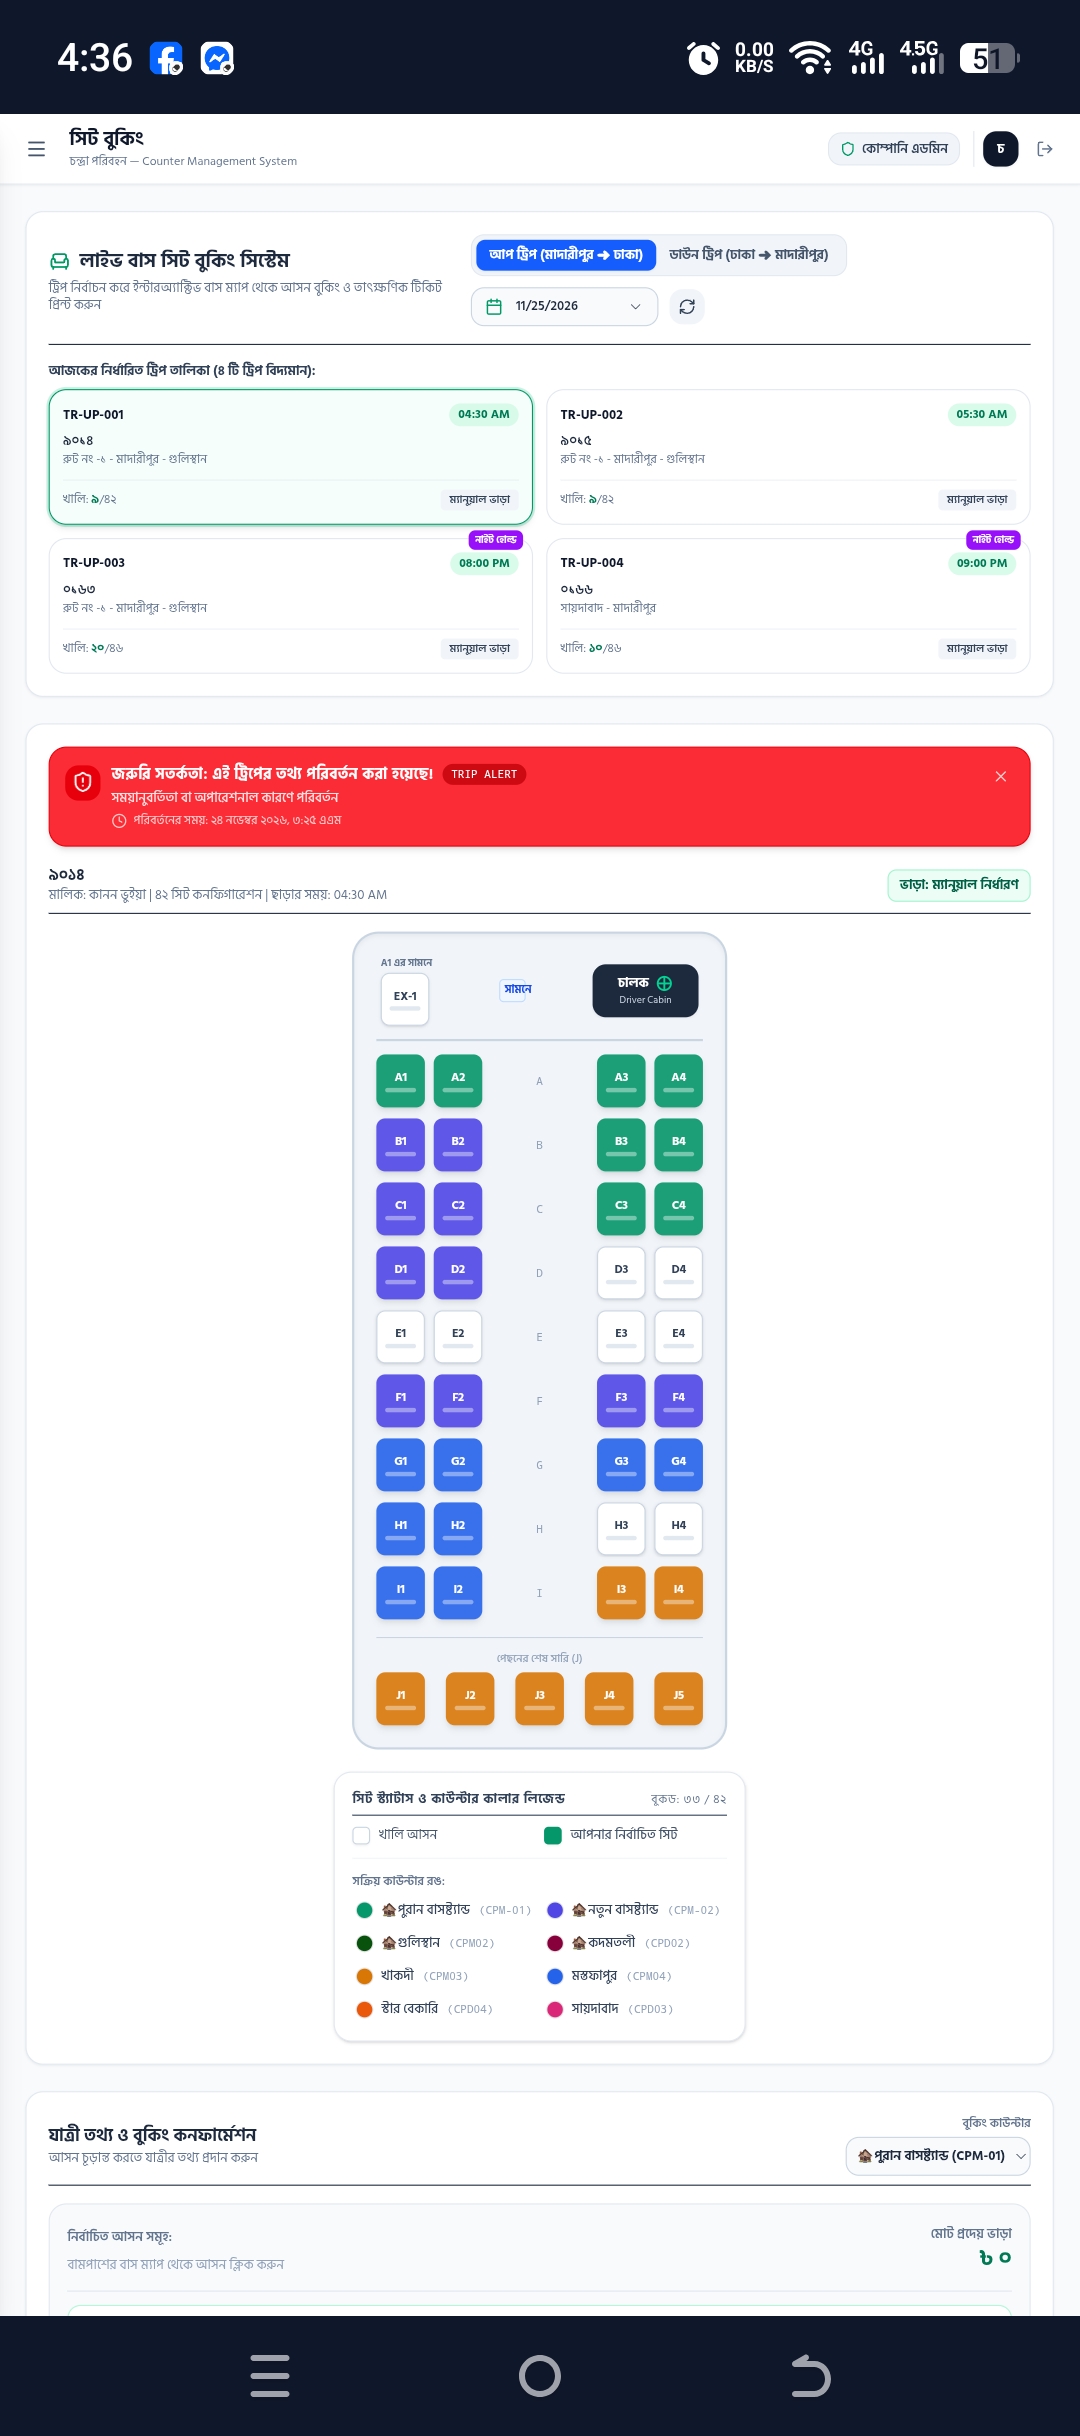 4:36
0.00 KB/S
4G
4.5G
51
সিট বুকিং
চন্দ্রা পরিবহন — Counter Management System
কোম্পানি এডমিন
চ
লাইভ বাস সিট বুকিং সিস্টেম
ট্রিপ নির্বাচন করে ইন্টারঅ্যাক্টিভ বাস ম্যাপ থেকে আসন বুকিং ও তাৎক্ষণিক টিকিট
প্রিন্ট করুন
আপ ট্রিপ (মাদারীপুর ➔ ঢাকা)
ডাউন ট্রিপ (ঢাকা ➔ মাদারীপুর)
11/25/2026
আজকের নির্ধারিত ট্রিপ তালিকা (৪ টি ট্রিপ বিদ্যমান):
TR-UP-001
04:30 AM
৯০১৪
রুট নং -১ - মাদারীপুর - গুলিস্থান
খালি: ৯/৪২
ম্যানুয়াল ভাড়া
TR-UP-002
05:30 AM
৯০১৫
রুট নং -১ - মাদারীপুর - গুলিস্থান
খালি: ৯/৪২
ম্যানুয়াল ভাড়া
নাইট হোল্ড
TR-UP-003
08:00 PM
০১৬৩
রুট নং -১ - মাদারীপুর - গুলিস্থান
খালি: ২০/৪৬
ম্যানুয়াল ভাড়া
নাইট হোল্ড
TR-UP-004
09:00 PM
০১৬৬
সায়দাবাদ - মাদারীপুর
খালি: ১০/৪৬
ম্যানুয়াল ভাড়া
জরুরি সতর্কতা: এই ট্রিপের তথ্য পরিবর্তন করা হয়েছে!
TRIP ALERT
সময়ানুবর্তিতা বা অপারেশনাল কারণে পরিবর্তন
পরিবর্তনের সময়: ২৪ নভেম্বর ২০২৬, ৩:২৫ এএম
৯০১৪
মালিক: কানন ভূইয়া | ৪২ সিট কনফিগারেশন | ছাড়ার সময়: 04:30 AM
ভাড়া: ম্যানুয়াল নির্ধারণ
A1 এর সামনে
EX-1
সামনে
চালক
Driver Cabin
A1 A2 A A3 A4
B1 B2 B B3 B4
C1 C2 C C3 C4
D1 D2 D D3 D4
E1 E2 E E3 E4
F1 F2 F F3 F4
G1 G2 G G3 G4
H1 H2 H H3 H4
I1 I2 I I3 I4
পেছনের শেষ সারি (J)
J1 J2 J3 J4 J5
সিট স্ট্যাটাস ও কাউন্টার কালার লিজেন্ড
বুকড: ৩৩ / ৪২
খালি আসন
আপনার নির্বাচিত সিট
সক্রিয় কাউন্টার রঙ:
পুরান বাসষ্ট্যান্ড (CPM-01)
নতুন বাসষ্ট্যান্ড (CPM-02)
গুলিস্থান (CPM02)
কদমতলী (CPD02)
খাকদী (CPM03)
মস্তফাপুর (CPM04)
স্টার বেকারি (CPD04)
সায়দাবাদ (CPD03)
যাত্রী তথ্য ও বুকিং কনফার্মেশন
আসন চূড়ান্ত করতে যাত্রীর তথ্য প্রদান করুন
বুকিং কাউন্টার
পুরান বাসষ্ট্যান্ড (CPM-01)
নির্বাচিত আসন সমূহ:
বামপাশের বাস ম্যাপ থেকে আসন ক্লিক করুন
মোট প্রদেয় ভাড়া
৳ ০